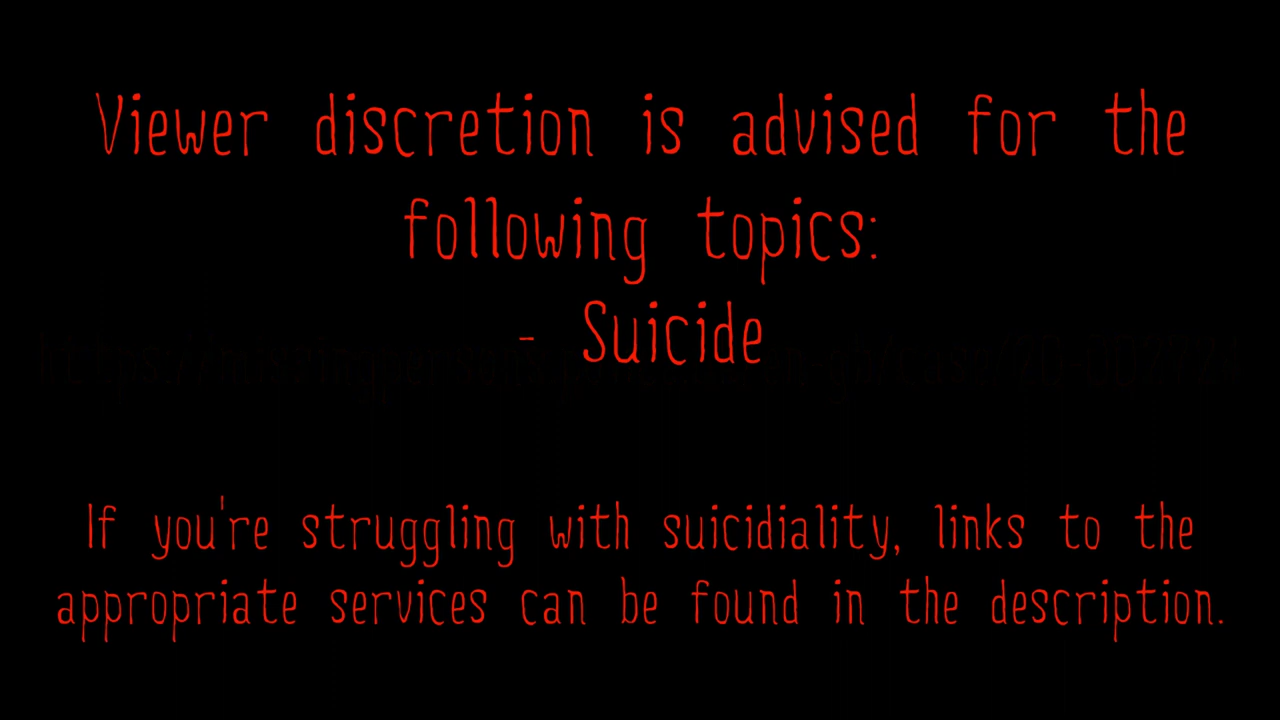 Viewer discretion is advised for the
following topics:
- Suicide
If you're struggling with suicidiality, links to the
appropriate services can be found in the description.